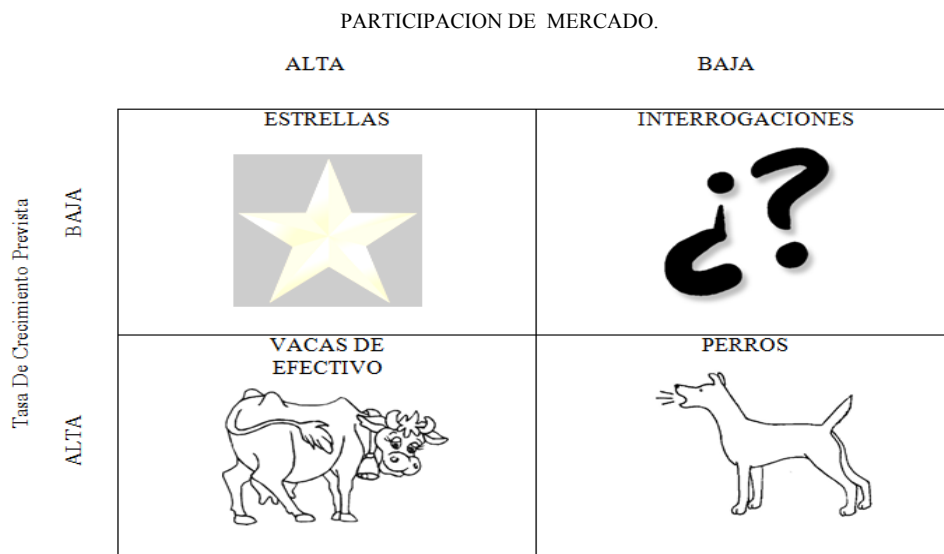 PARTICIPACION DE MERCADO.
ALTA
BAJA
ESTRELLAS
INTERROGACIONES
¿?
Tasa De Crecimiento Prevista
BAJA
VACAS DE
EFECTIVO
PERROS
ALTA